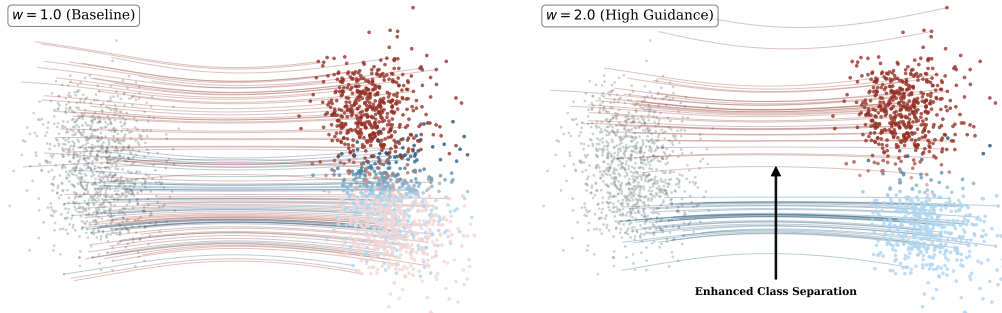 w = 1.0 (Baseline)
w = 2.0 (High Guidance)
Enhanced Class Separation